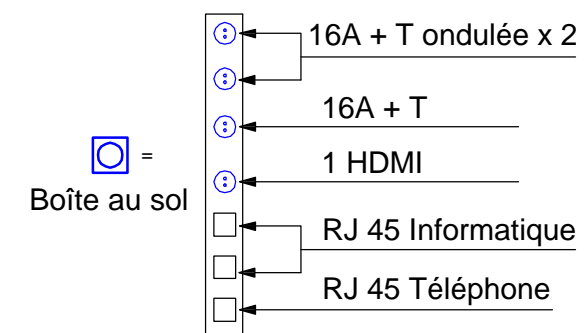 16A + T ondulée x 2
16A + T
1 HDMI
=
Boîte au sol
RJ 45 Informatique
RJ 45 Téléphone